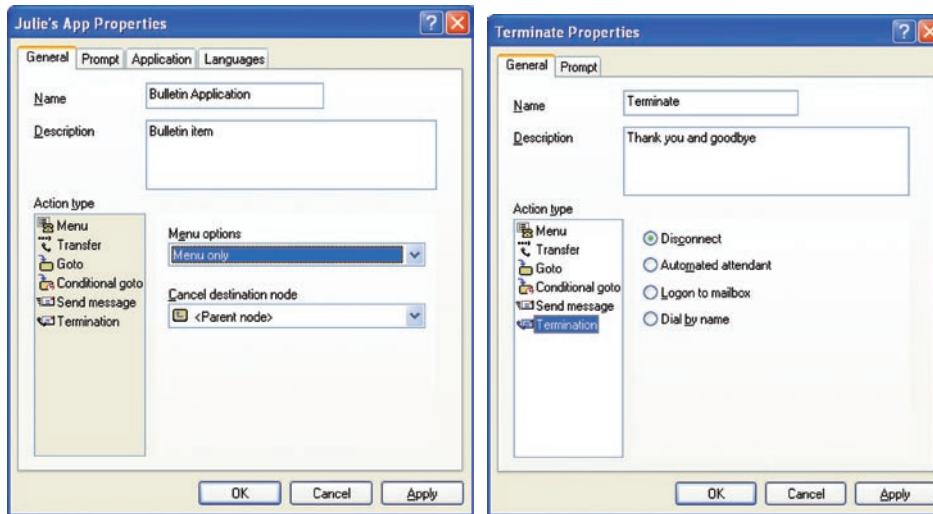 Julie's App Properties
General Prompt Application Languages
Name Bulletin Application
Description Bulletin item
Action type
Menu
Transfer
Goto
Conditional goto
Send message
Termination
Menu options
Menu only
Cancel destination node
<Parent node>
OK Cancel Apply
Terminate Properties
General Prompt
Name Terminate
Description Thank you and goodbye
Action type
Menu
Transfer
Goto
Conditional goto
Send message
Termination
Disconnect
Automated attendant
Logon to mailbox
Dial by name
OK Cancel Apply